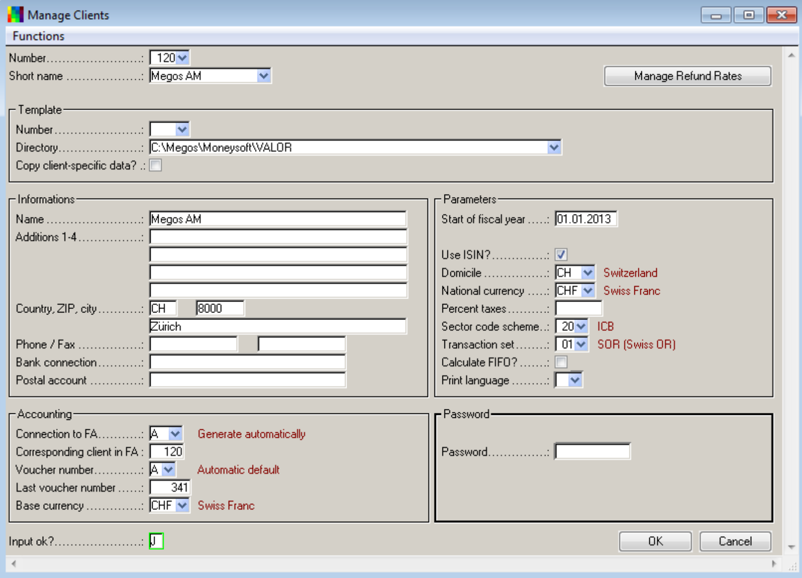 Manage Clients
Functions
Number.......................: 120
Short name ...................: Megos AM
Manage Refund Rates
Template
Number......................:
Directory......................: C:\Megos\Moneysoft\VALOR
Copy client-specific data? .:
Informations
Name ........................: Megos AM
Additions 1-4................:
Country, ZIP, city...........: CH 8000
Zürich
Phone / Fax .................:
Bank connection...........:
Postal account .............:
Parameters
Start of fiscal year .....: 01.01.2013
Use ISIN?..............:
Domicile ................: CH Switzerland
National currency .....: CHF Swiss Franc
Percent taxes..........:
Sector code scheme..: 20 ICB
Transaction set........: 01 SOR (Swiss OR)
Calculate FIFO?.......:
Print language .........:
Accounting
Connection to FA...........: A Generate automatically
Corresponding client in FA : 120
Voucher number............: A Automatic default
Last voucher number ......: 341
Base currency ..............: CHF Swiss Franc
Password
Password...............:
Input ok?......................: J
OK
Cancel